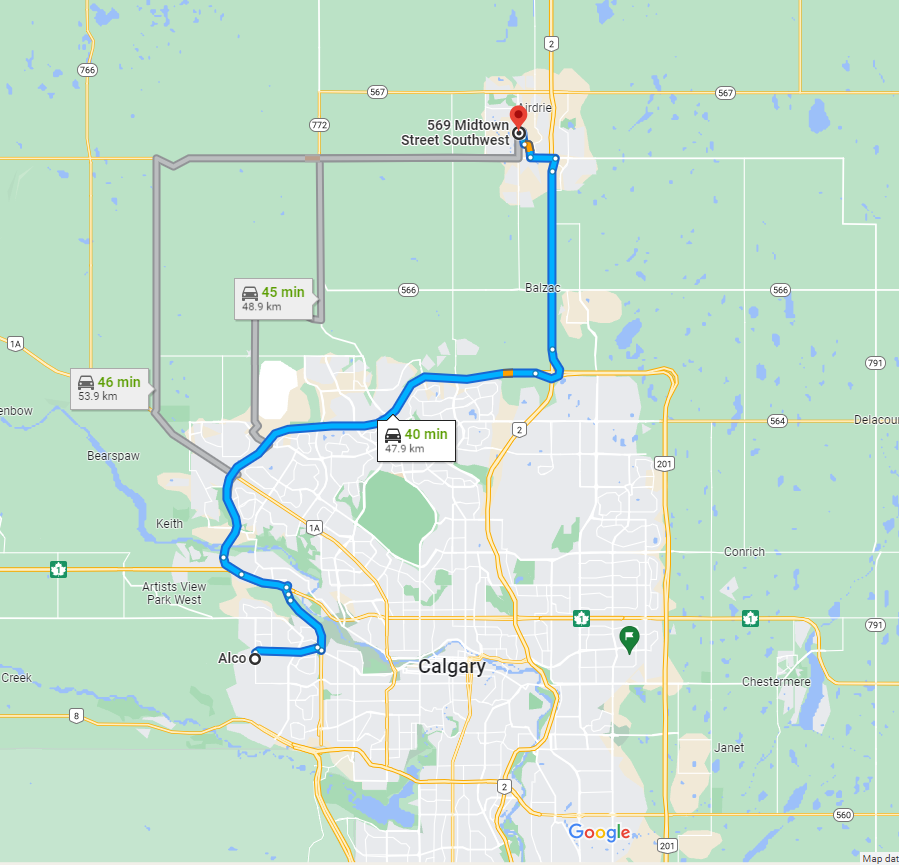 2
766
567
567
Airdrie
772
569 Midtown
Street Southwest
45 min
48.9 km
566
Balzac
566
1A
791
46 min
53.9 km
40 min
47.9 km
2
564
Delacour
enbow
Bearspaw
201
Keith
1A
Conrich
1
Artists View
Park West
1
1
791
Alco
Calgary
Creek
Chestermere
8
Janet
2
560
Google
201
Map dat